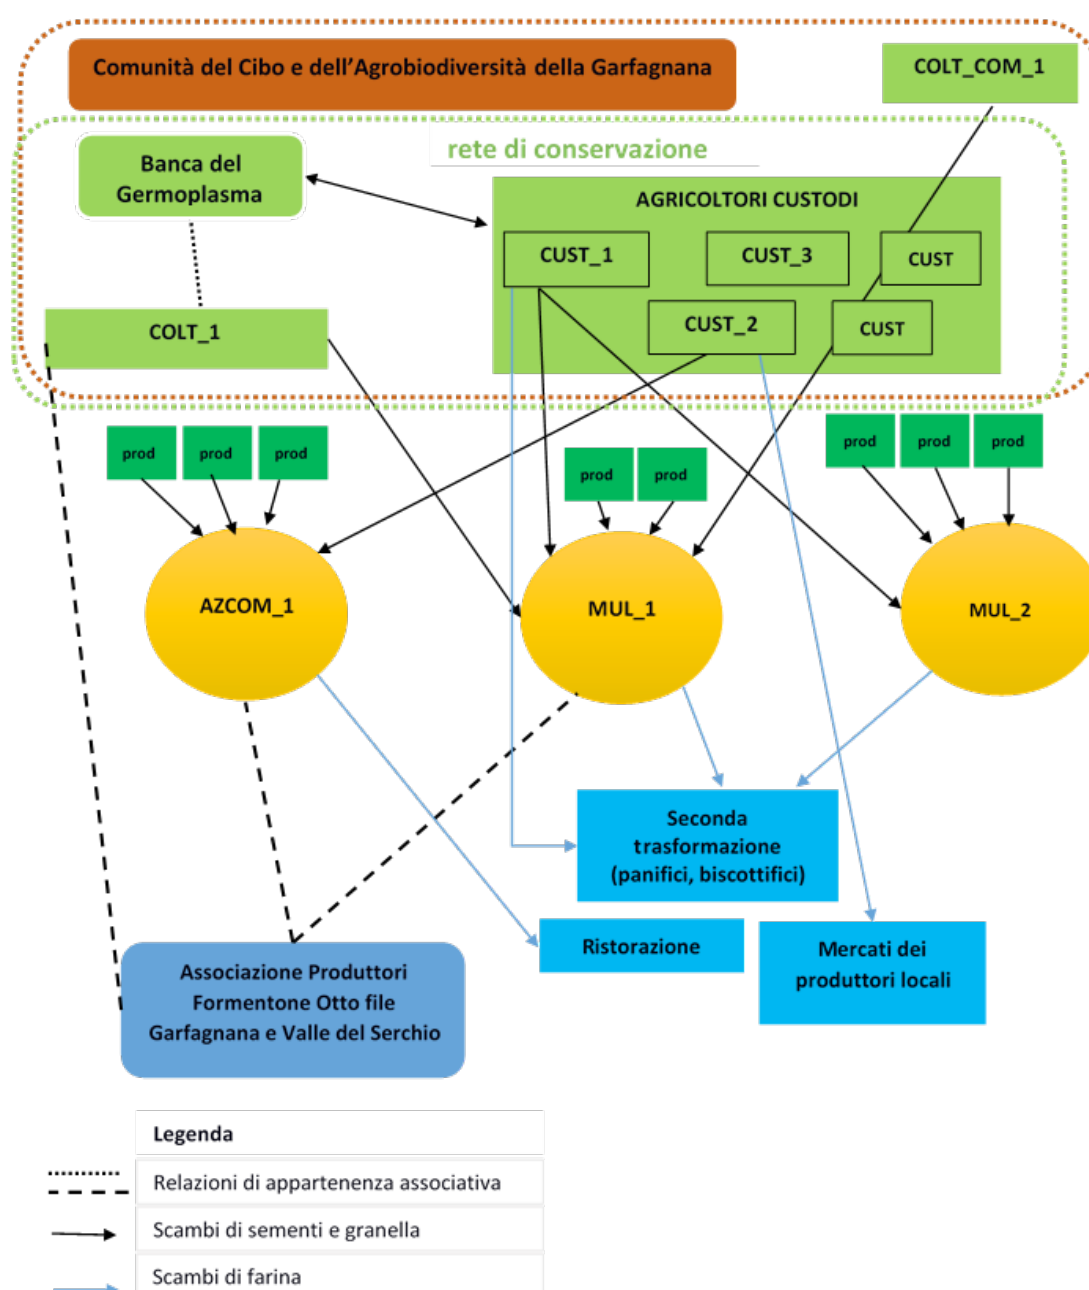 Comunità del Cibo e dell'Agrobiodiversità della Garfagnana
COLT_COM_1
rete di conservazione
Banca del
Germoplasma
AGRICOLTORI CUSTODI
CUST_1
CUST_3
CUST
CUST_2
CUST
COLT_1
prod
prod
prod
prod
prod
prod
prod
prod
AZCOM_1
MUL_1
MUL_2
Seconda
trasformazione
(panifici, biscottifici)
Ristorazione
Mercati dei
produttori locali
Associazione Produttori
Formentone Otto file
Garfagnana e Valle del Serchio
Legenda
Relazioni di appartenenza associativa
Scambi di sementi e granella
Scambi di farina